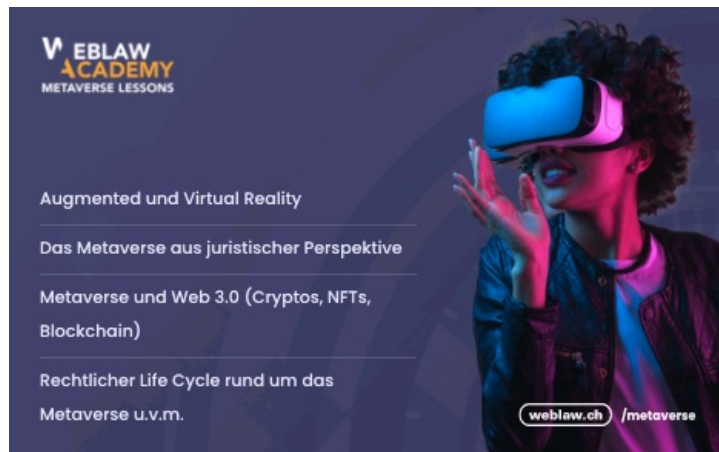 WEBLAW
ACADEMY
METAVERSE LESSONS
Augmented und Virtual Reality
Das Metaverse aus juristischer Perspektive
Metaverse und Web 3.0 (Cryptos, NFTs,
Blockchain)
Rechtlicher Life Cycle rund um das
Metaverse u.v.m.
weblaw.ch /metaverse